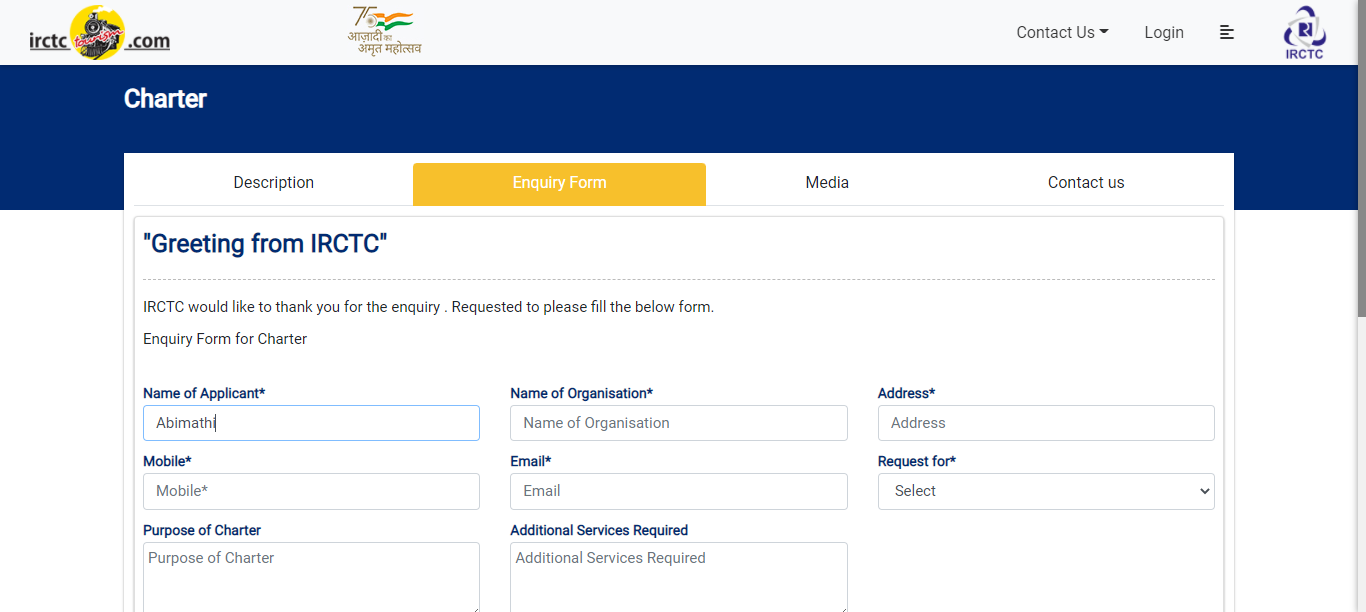 irctc tourism .com
75
आज़ादी का
अमृत महोत्सव
Contact Us
Login
IRCTC
Charter
Description
Enquiry Form
Media
Contact us
"Greeting from IRCTC"
IRCTC would like to thank you for the enquiry . Requested to please fill the below form.
Enquiry Form for Charter
Name of Applicant*
Name of Organisation*
Address*
Abimathi
Name of Organisation
Address
Mobile*
Email*
Request for*
Mobile*
Email
Select
Purpose of Charter
Additional Services Required
Purpose of Charter
Additional Services Required